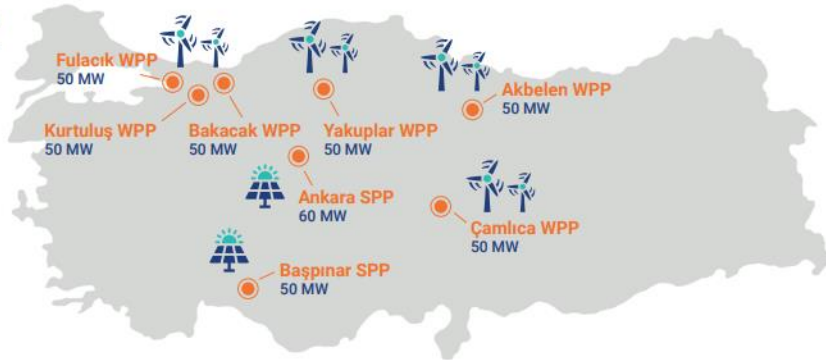 Fulacık WPP
50 MW
Kurtuluş WPP
50 MW
Bakacak WPP
50 MW
Yakuplar WPP
50 MW
Akbelen WPP
50 MW
Ankara SPP
60 MW
Çamlıca WPP
50 MW
Başpınar SPP
50 MW